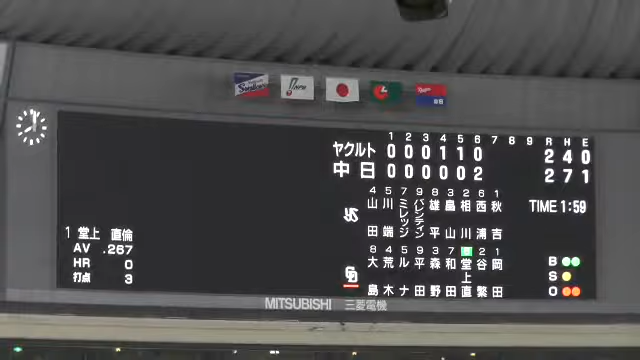 Swallows
1 2 3 4 5 6 7 8 9 R H E
ヤクルト 0 0 0 1 1 0 2 4 0
中日 0 0 0 0 0 2 2 7 1
TIME 1:59
4 5 7 9 8 3 2 6 1
山田 川端 ミレッジ バレンティン 雄平 畠山 相川 西浦 秋吉
8 4 5 9 3 7 6 2 1
大島 荒木 ルナ 平田 森野 和田 堂上直 谷繁 岡田
1 堂上 直倫
AV .267
HR 0
打点 3
B
S
O
MITSUBISHI 三菱電機